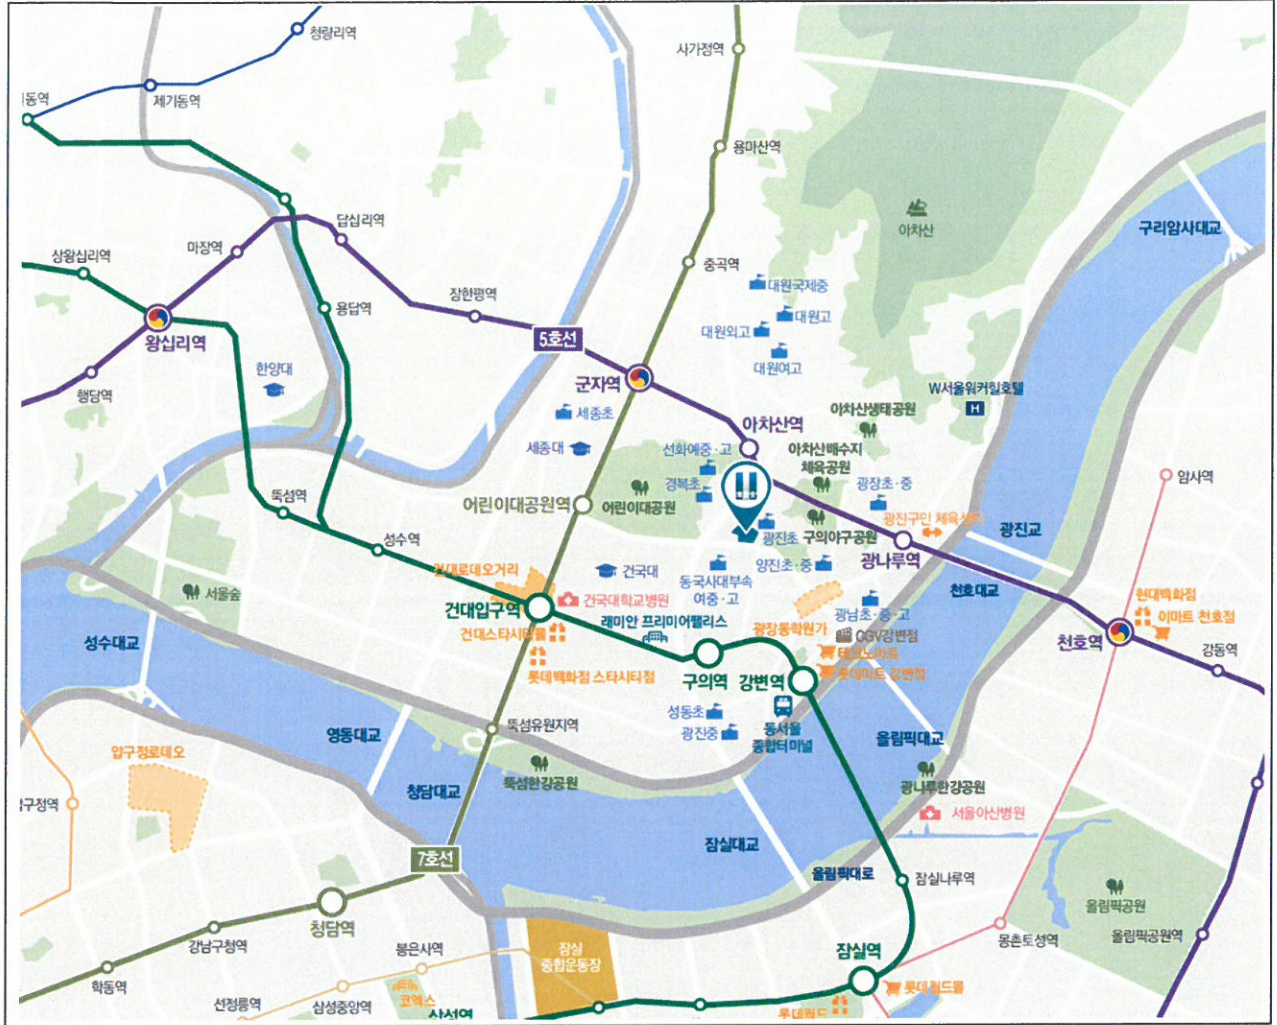 청량리역
사가정역
제기동역
동역
용마산역
아차산
구리암사대교
답십리역
마장역
상왕십리역
중곡역
대원국제중
장한평역
용답역
대원고
대원외고
5호선
왕십리역
대원여고
한양대
군자역
W서울워커힐호텔
H
행당역
아차산생태공원
세종초
아차산역
세종대
선화예중·고
아차산배수지
체육공원
암사역
경복초
광장초·중
뚝섬역
어린이대공원역
어린이대공원
광진구민 체육센터
광진교
광진초
구의야구공원
성수역
광나루역
양진초·중
건대로데오거리
건국대
동국사대부속
여중·고
천호대교
서울숲
현대백화점
건대입구역
건국대학교병원
광남초·중·고
이마트 천호점
래미안 프리미어팰리스
광장동학원가
CGV강변점
성수대교
건대스타시티몰
천호역
테크노마트
강동역
롯데백화점 스타시티점
구의역
강변역
롯데마트 강변점
성동초
뚝섬유원지역
광진중
동서울
종합터미널
영동대교
올림픽대교
압구정로데오
뚝섬한강공원
청담대교
광나루한강공원
구정역
서울아산병원
잠실대교
7호선
올림픽대로
잠실나루역
올림픽공원
청담역
강남구청역
봉은사역
잠실
종합운동장
몽촌토성역
올림픽공원역
잠실역
학동역
롯데월드몰
선정릉역
삼성중앙역
코엑스
삼성역
롯데월드